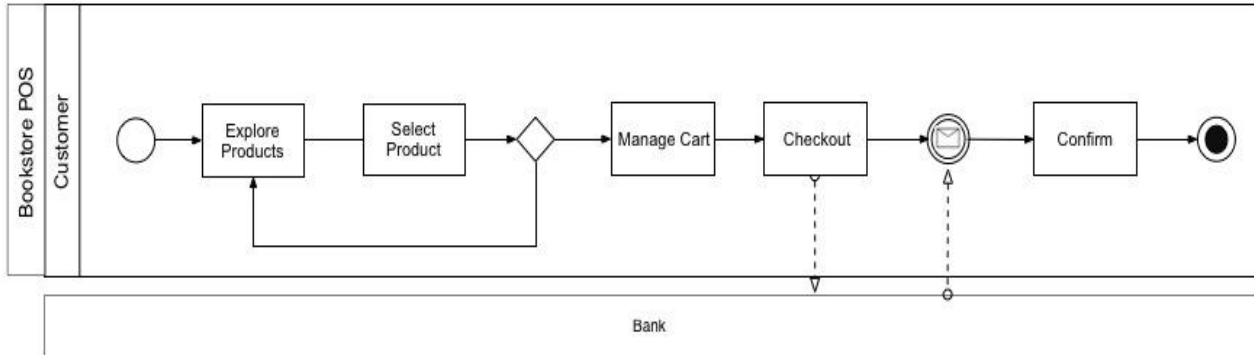 Bookstore POS
Customer
Explore
Products
Select
Product
Manage Cart
Checkout
Confirm
Bank